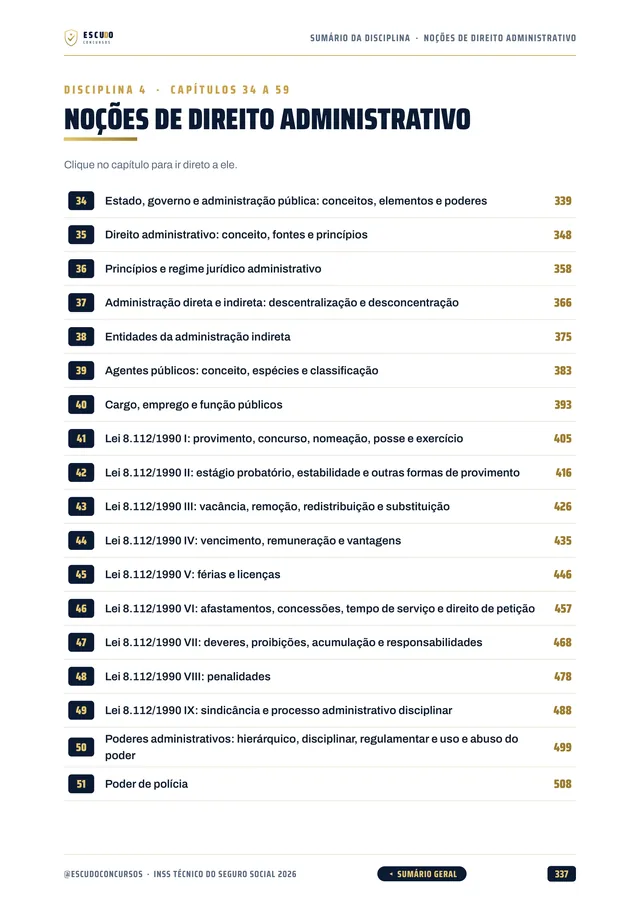 ESCUDO
CONCURSOS
SUMÁRIO DA DISCIPLINA · NOÇÕES DE DIREITO ADMINISTRATIVO
DISCIPLINA 4 · CAPÍTULOS 34 A 59
NOÇÕES DE DIREITO ADMINISTRATIVO
Clique no capítulo para ir direto a ele.
34 Estado, governo e administração pública: conceitos, elementos e poderes 339
35 Direito administrativo: conceito, fontes e princípios 348
36 Princípios e regime jurídico administrativo 358
37 Administração direta e indireta: descentralização e desconcentração 366
38 Entidades da administração indireta 375
39 Agentes públicos: conceito, espécies e classificação 383
40 Cargo, emprego e função públicos 393
41 Lei 8.112/1990 I: provimento, concurso, nomeação, posse e exercício 405
42 Lei 8.112/1990 II: estágio probatório, estabilidade e outras formas de provimento 416
43 Lei 8.112/1990 III: vacância, remoção, redistribuição e substituição 426
44 Lei 8.112/1990 IV: vencimento, remuneração e vantagens 435
45 Lei 8.112/1990 V: férias e licenças 446
46 Lei 8.112/1990 VI: afastamentos, concessões, tempo de serviço e direito de petição 457
47 Lei 8.112/1990 VII: deveres, proibições, acumulação e responsabilidades 468
48 Lei 8.112/1990 VIII: penalidades 478
49 Lei 8.112/1990 IX: sindicância e processo administrativo disciplinar 488
50 Poderes administrativos: hierárquico, disciplinar, regulamentar e uso e abuso do
poder 499
51 Poder de polícia 508
@ESCUDOCONCURSOS · INSS TÉCNICO DO SEGURO SOCIAL 2026
SUMÁRIO GERAL
337